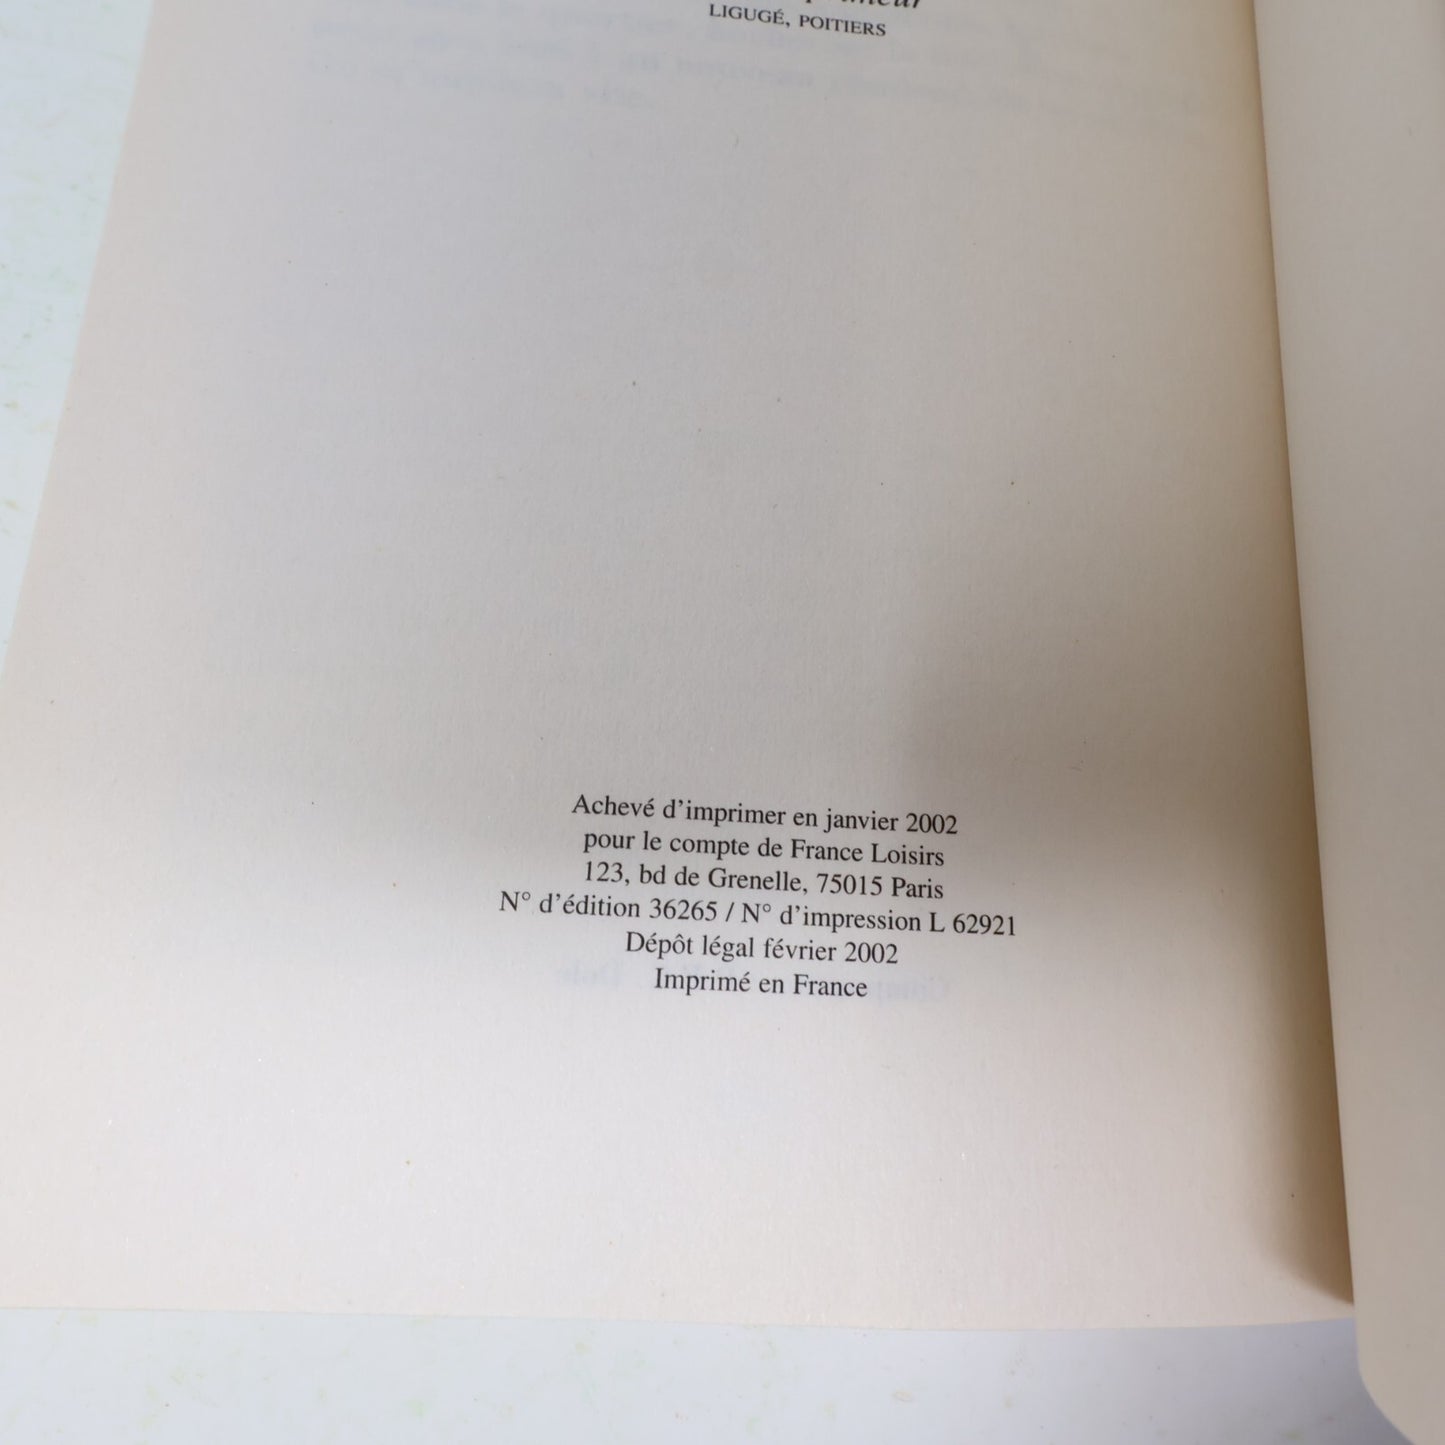 LIGUGÉ, POITIERS
Achevé d'imprimer en janvier 2002
pour le compte de France Loisirs
123, bd de Grenelle, 75015 Paris
N° d'édition 36265 / N° d'impression L 62921
Dépôt légal février 2002
Imprimé en France